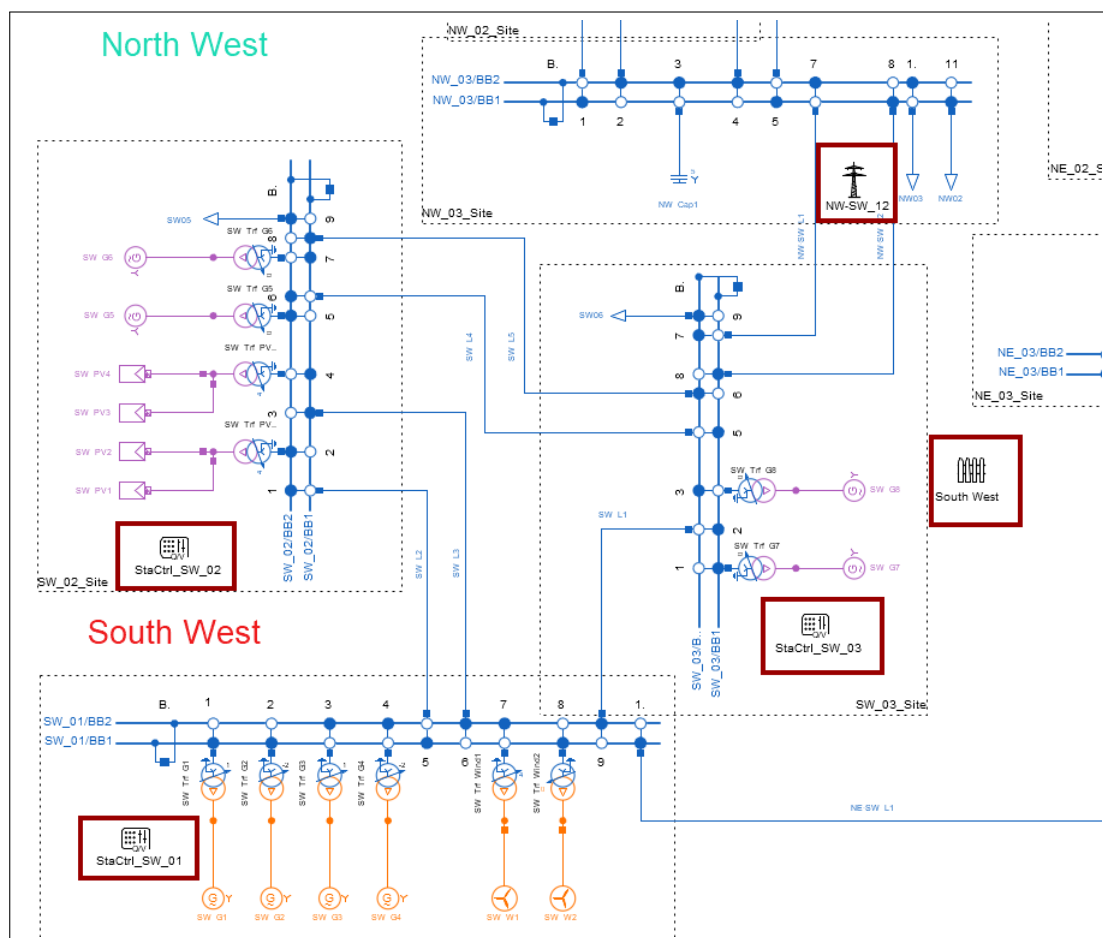 North West
NW_02_Site
B.
3
7
8
1.
11
NW_03/BB2
NW_03/BB1
1
2
4
5
NW Cap1
NW_03_Site
NW-SW_12
NW03
NW02
NW SW L1
NE_02_S
B.
SW05
9
8
SW Trf G6
SW G6
7
SW Trf G5
6
SW G5
5
SW Trf PV...
SW PV4
4
SW PV3
3
SW Trf PV...
SW PV2
2
SW PV1
1
SW_02/BB2
SW_02/BB1
Q/V
StaCtrl_SW_02
SW_02_Site
SW L4
SW L5
SW L2
SW L3
SW L1
B.
SW06
9
7
8
6
5
SW Trf G8
3
SW G8
2
SW Trf G7
1
SW G7
SW_03/B...
SW_03/BB1
Q/V
StaCtrl_SW_03
SW_03_Site
NE_03/BB2
NE_03/BB1
NE_03_Site
South West
South West
B.
1
2
3
4
7
8
1.
SW_01/BB2
SW_01/BB1
5
6
9
SW Trf G1
SW Trf G2
SW Trf G3
SW Trf G4
SW Trf Wind1
SW Trf Wind2
NE SW L1
Q/V
StaCtrl_SW_01
SW G1
SW G2
SW G3
SW G4
SW W1
SW W2